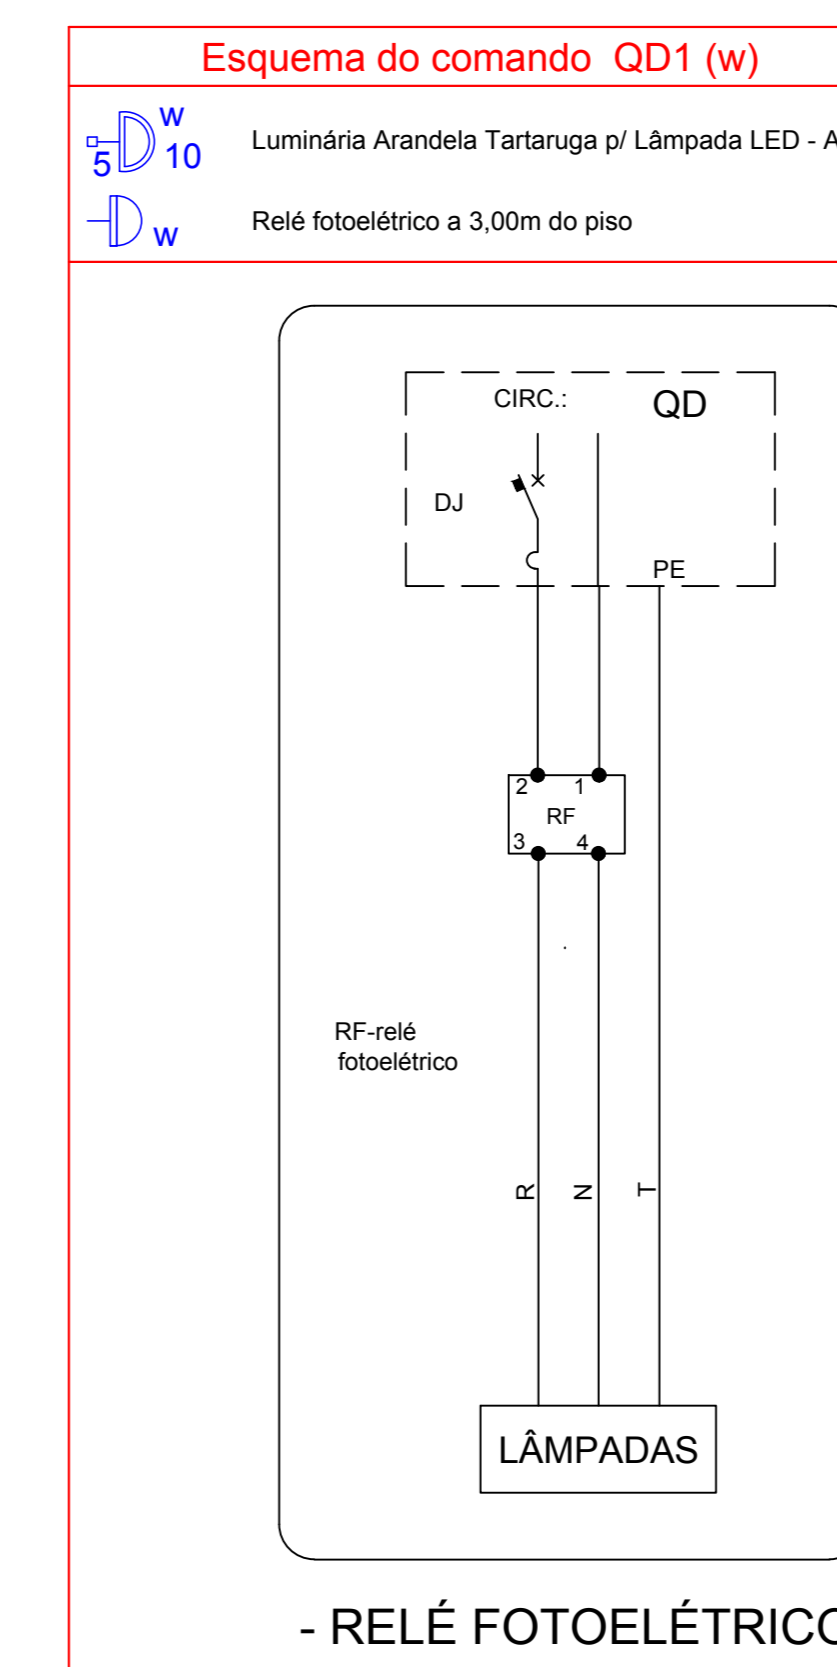 Esquema do comando QD1 (w)
w
5 10
Luminária Arandela Tartaruga p/ Lâmpada LED - A
w
Relé fotoelétrico a 3,00m do piso
CIRC.: QD
DJ
PE
2 1
RF
3 4
RF-relé
fotoelétrico
R N T
LÂMPADAS
- RELÉ FOTOELÉTRICO